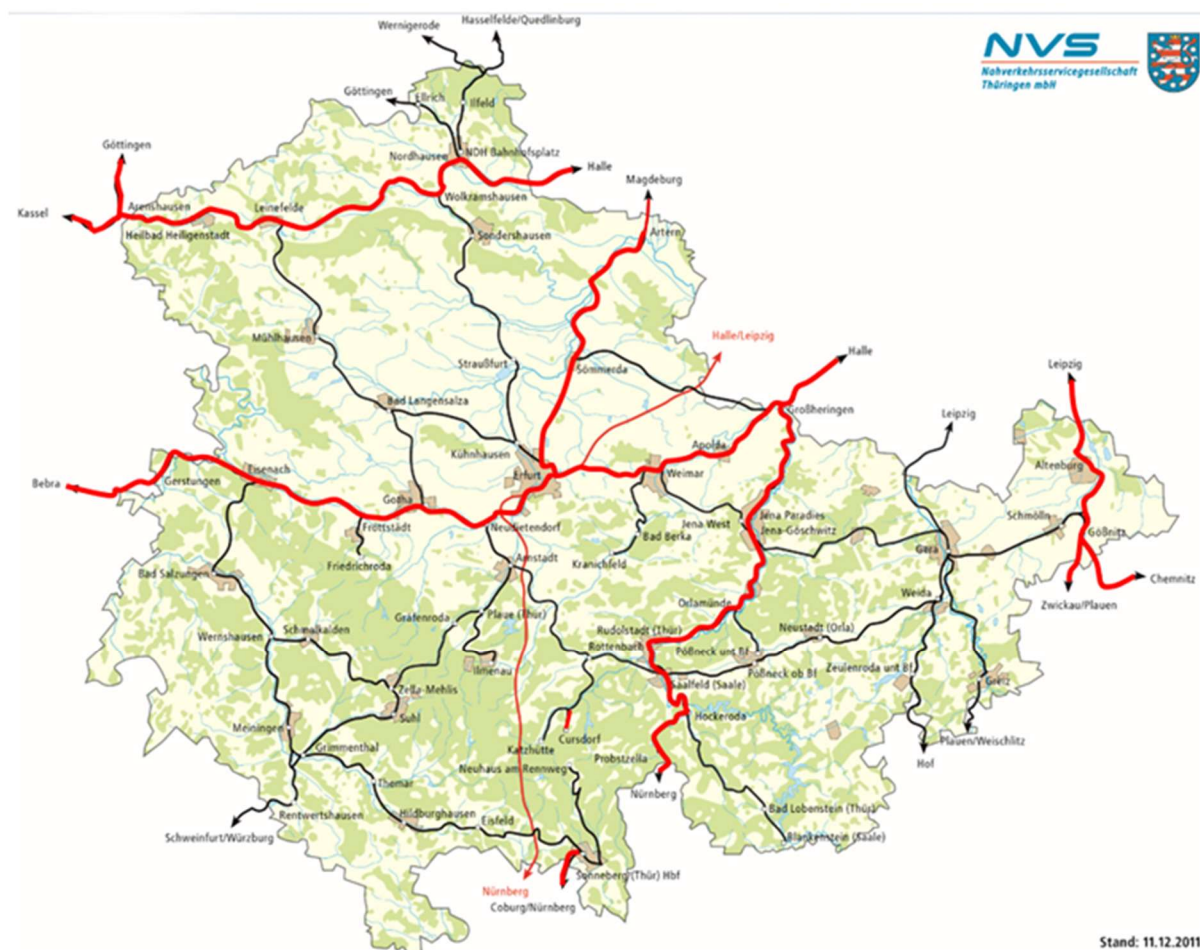 Wernigerode
Hasselfelde/Quedlinburg
NVS
Nahverkehrsservicegesellschaft
Thüringen mbH
Göttingen
Ellrich
Ilfeld
Göttingen
Nordhausen
NDH Bahnhofsplatz
Halle
Magdeburg
Kassel
Arenshausen
Leinefelde
Wolkramshausen
Heilbad Heiligenstadt
Sondershausen
Artern
Mühlhausen
Halle/Leipzig
Straußfurt
Sömmerda
Halle
Leipzig
Bad Langensalza
Großheringen
Leipzig
Kühnhausen
Apolda
Bebra
Gerstungen
Eisenach
Erfurt
Weimar
Altenburg
Gotha
Fröttstädt
Neudietendorf
Jena West
Jena Paradies
Jena-Göschwitz
Schmölln
Gößnitz
Bad Berka
Gera
Friedrichroda
Arnstadt
Kranichfeld
Bad Salzungen
Chemnitz
Weida
Zwickau/Plauen
Orlamünde
Gräfenroda
Plaue (Thür)
Wernshausen
Schmalkalden
Rudolstadt (Thür)
Neustadt (Orla)
Rottenbach
Pößneck unt Bf
Ilmenau
Pößneck ob Bf
Zeulenroda unt Bf
Saalfeld (Saale)
Greiz
Zella-Mehlis
Suhl
Hockeroda
Meiningen
Cursdorf
Plauen/Weischlitz
Grimmenthal
Katzhütte
Probstzella
Hof
Neuhaus am Rennweg
Themar
Nürnberg
Rentwertshausen
Hildburghausen
Eisfeld
Bad Lobenstein (Thür)
Schweinfurt/Würzburg
Blankenstein (Saale)
Sonneberg (Thür) Hbf
Nürnberg
Coburg/Nürnberg
Stand: 11.12.2011